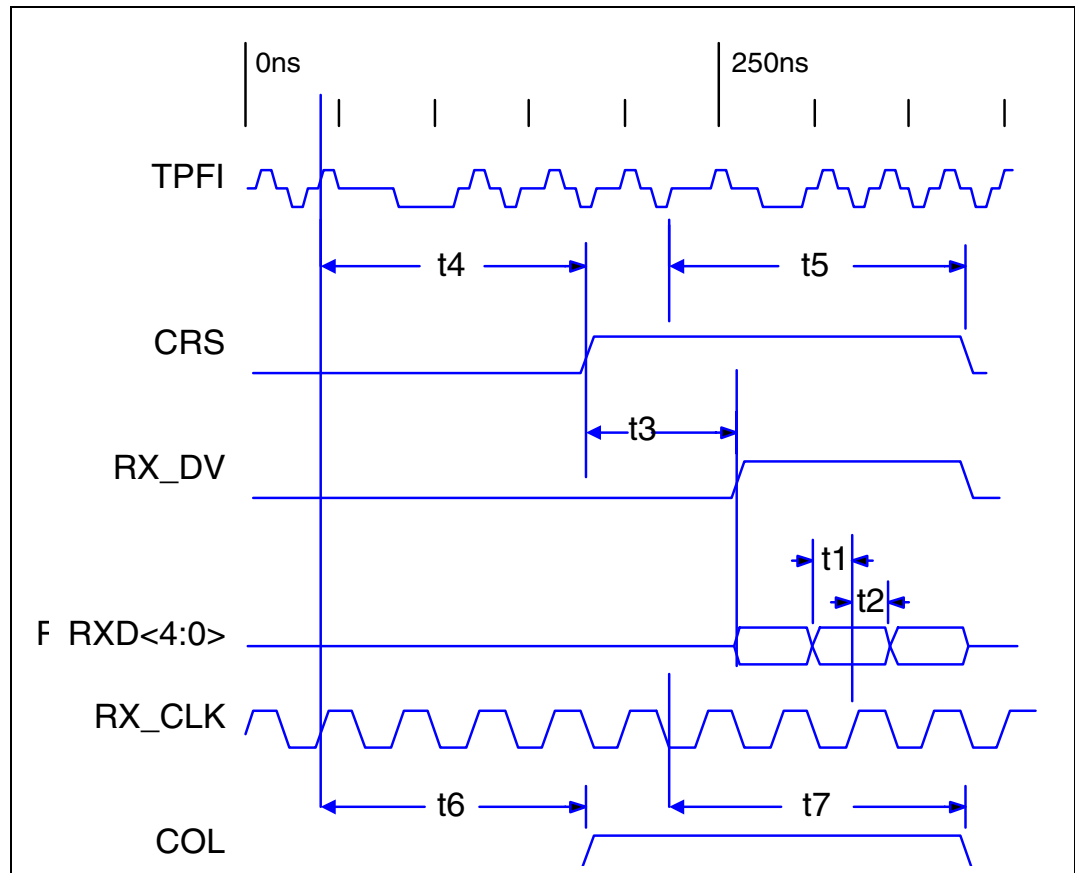 0ns 250ns
TPFI
t4 t5
CRS
t3
RX_DV
t1
t2
F RXD<4:0>
RX_CLK
t6 t7
COL